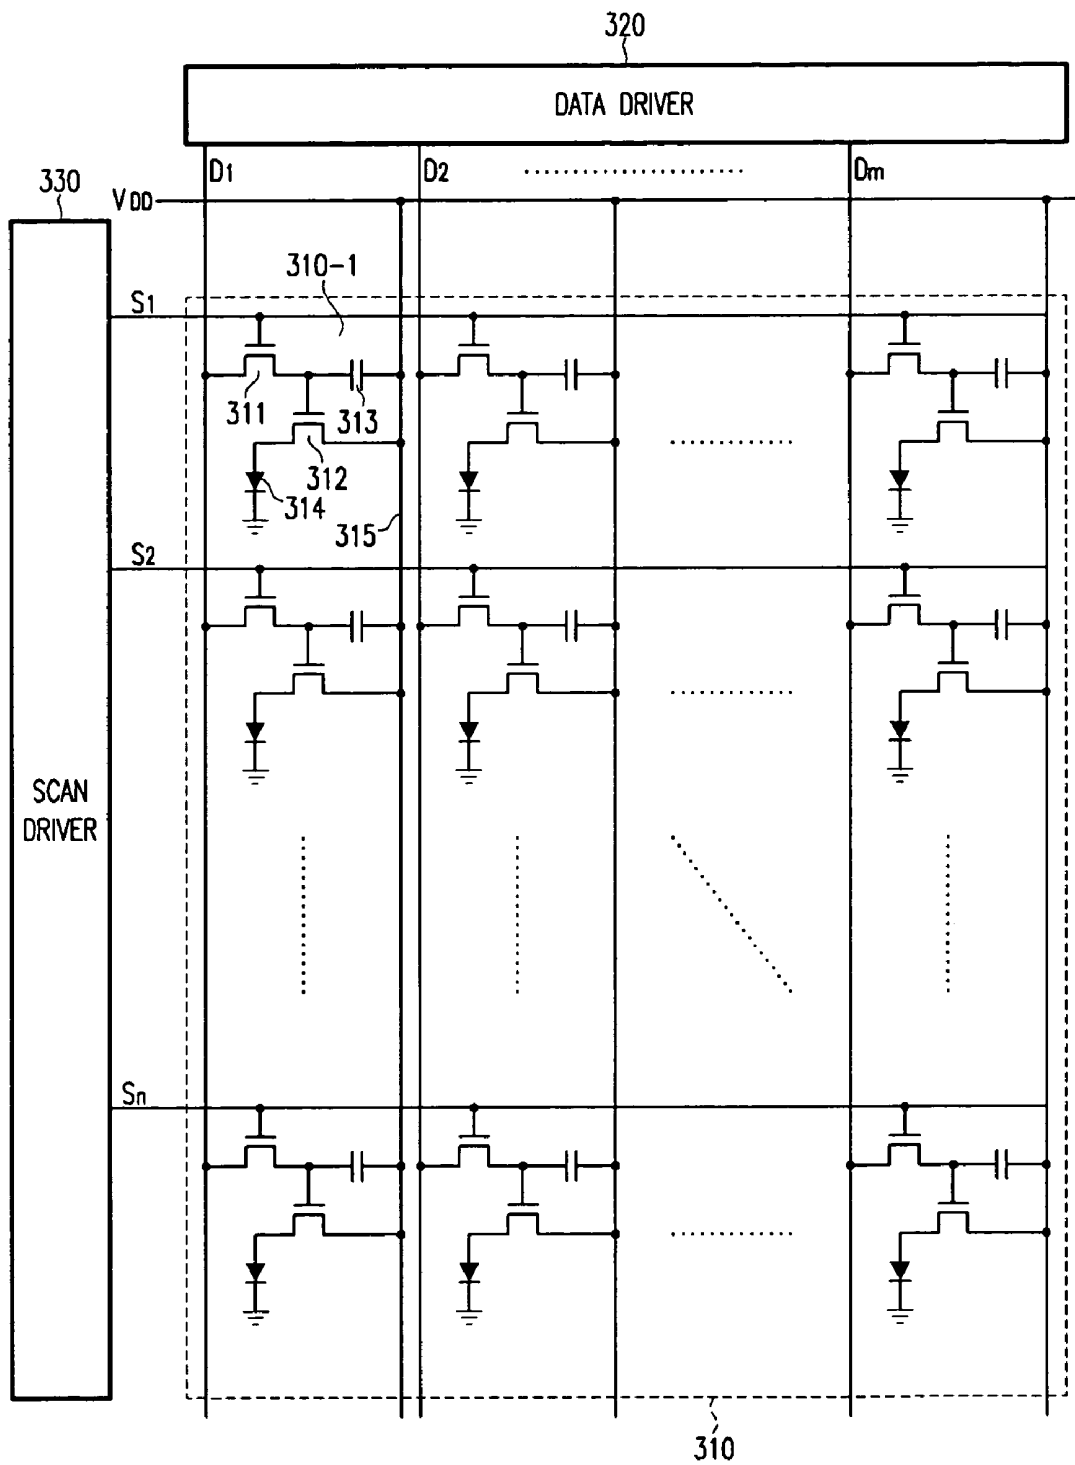 320
DATA DRIVER
D1
D2
Dm
330
VDD
310-1
S1
311
313
312
314
315
S2
SCAN
DRIVER
Sn
310